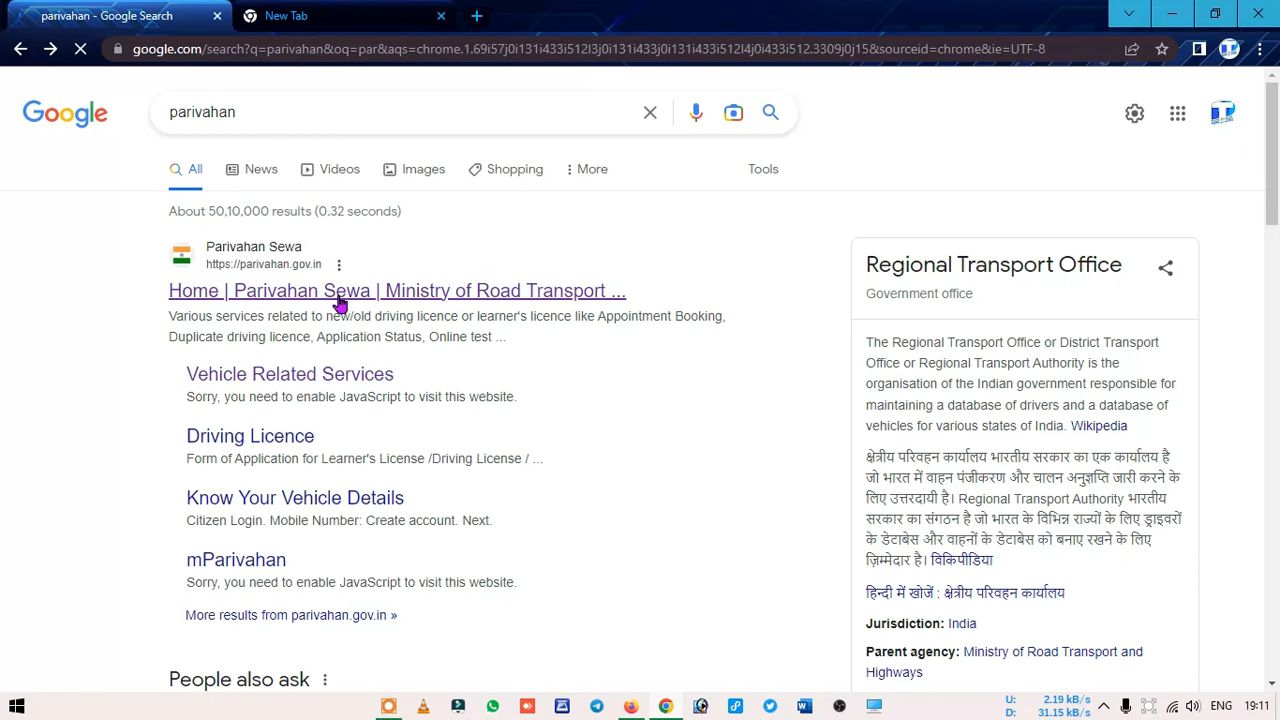 parivahan - Google Search
New Tab
google.com/search?q=parivahan&oq=par&aqs=chrome.1.69i57j0i131i433i512l3j0i131i433j0i131i433i512l4j0i433i512.3309j0j15&sourceid=chrome&ie=UTF-8
Google
parivahan
All
News
Videos
Images
Shopping
More
Tools
About 50,10,000 results (0.32 seconds)
Parivahan Sewa
https://parivahan.gov.in
Home | Parivahan Sewa | Ministry of Road Transport ...
Various services related to new/old driving licence or learner's licence like Appointment Booking,
Duplicate driving licence, Application Status, Online test ...
Vehicle Related Services
Sorry, you need to enable JavaScript to visit this website.
Driving Licence
Form of Application for Learner's License /Driving License / ...
Know Your Vehicle Details
Citizen Login. Mobile Number: Create account. Next.
mParivahan
Sorry, you need to enable JavaScript to visit this website.
More results from parivahan.gov.in »
People also ask
Regional Transport Office
Government office
The Regional Transport Office or District Transport
Office or Regional Transport Authority is the
organisation of the Indian government responsible for
maintaining a database of drivers and a database of
vehicles for various states of India. Wikipedia
क्षेत्रीय परिवहन कार्यालय भारतीय सरकार का एक कार्यालय है
जो भारत में वाहन पंजीकरण और चालन अनुज्ञप्ति जारी करने के
लिए उत्तरदायी है। Regional Transport Authority भारतीय
सरकार का संगठन है जो भारत के विभिन्न राज्यों के लिए ड्राइवरों
के डेटाबेस और वाहनों के डेटाबेस को बनाए रखने के लिए
ज़िम्मेदार है। विकिपीडिया
हिन्दी में खोजें : क्षेत्रीय परिवहन कार्यालय
Jurisdiction: India
Parent agency: Ministry of Road Transport and
Highways
U: 2.19 kB/s
D: 31.15 kB/s
ENG
19:11